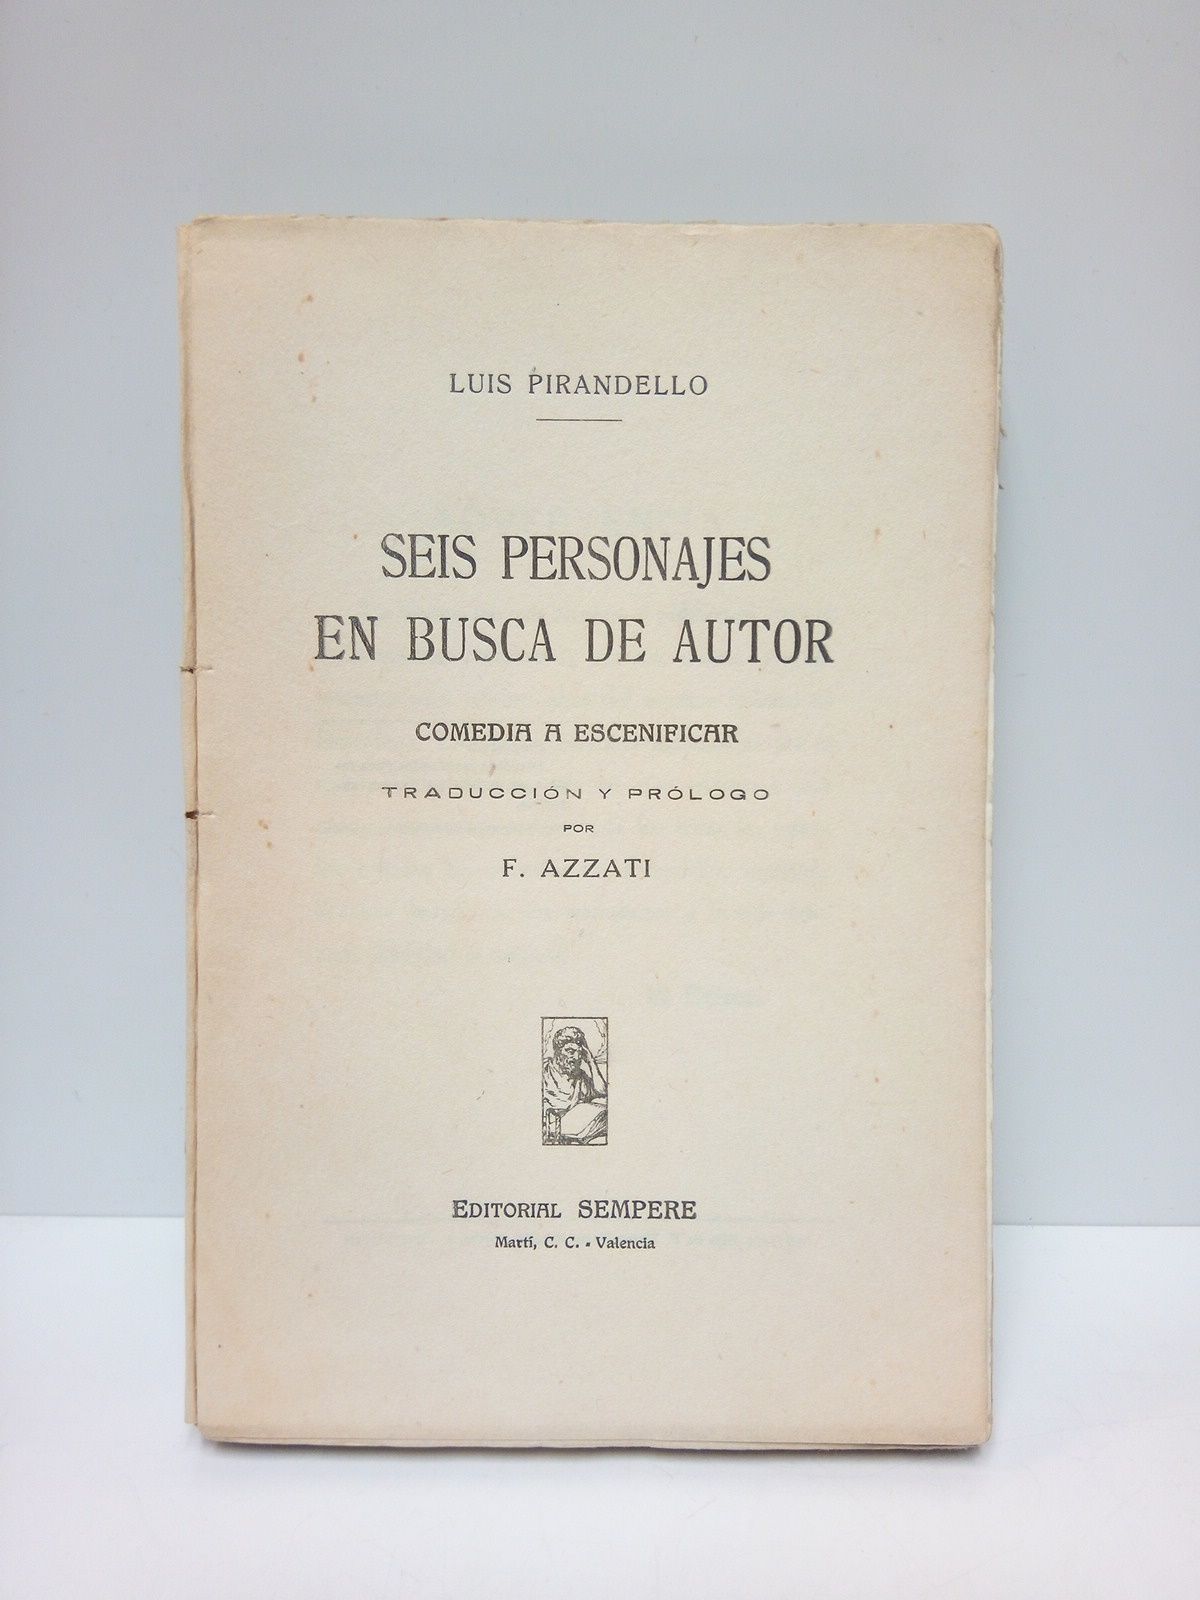 LUIS PIRANDELLO
SEIS PERSONAJES
EN BUSCA DE AUTOR
COMEDIA A ESCENIFICAR
TRADUCCIÓN Y PRÓLOGO
POR
F. AZZATI
EDITORIAL SEMPERE
Martí, C. C. - Valencia